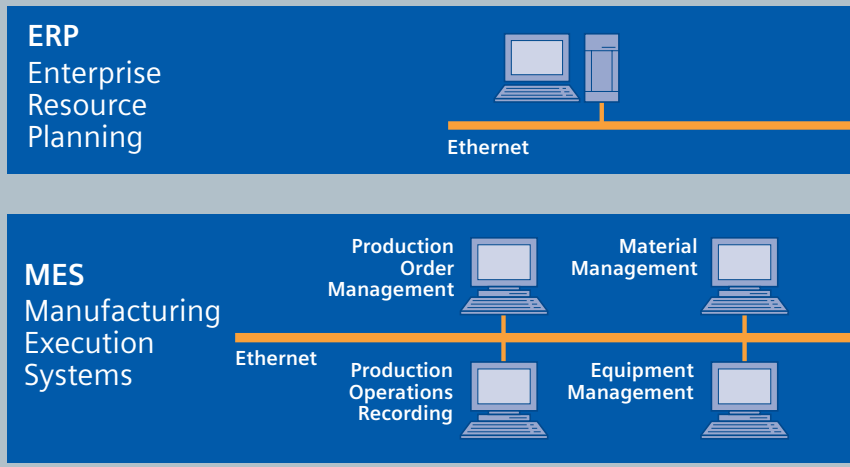 ERP
Enterprise
Resource
Planning
Ethernet
MES
Manufacturing
Execution
Systems
Production
Order
Management
Material
Management
Ethernet
Production
Operations
Recording
Equipment
Management